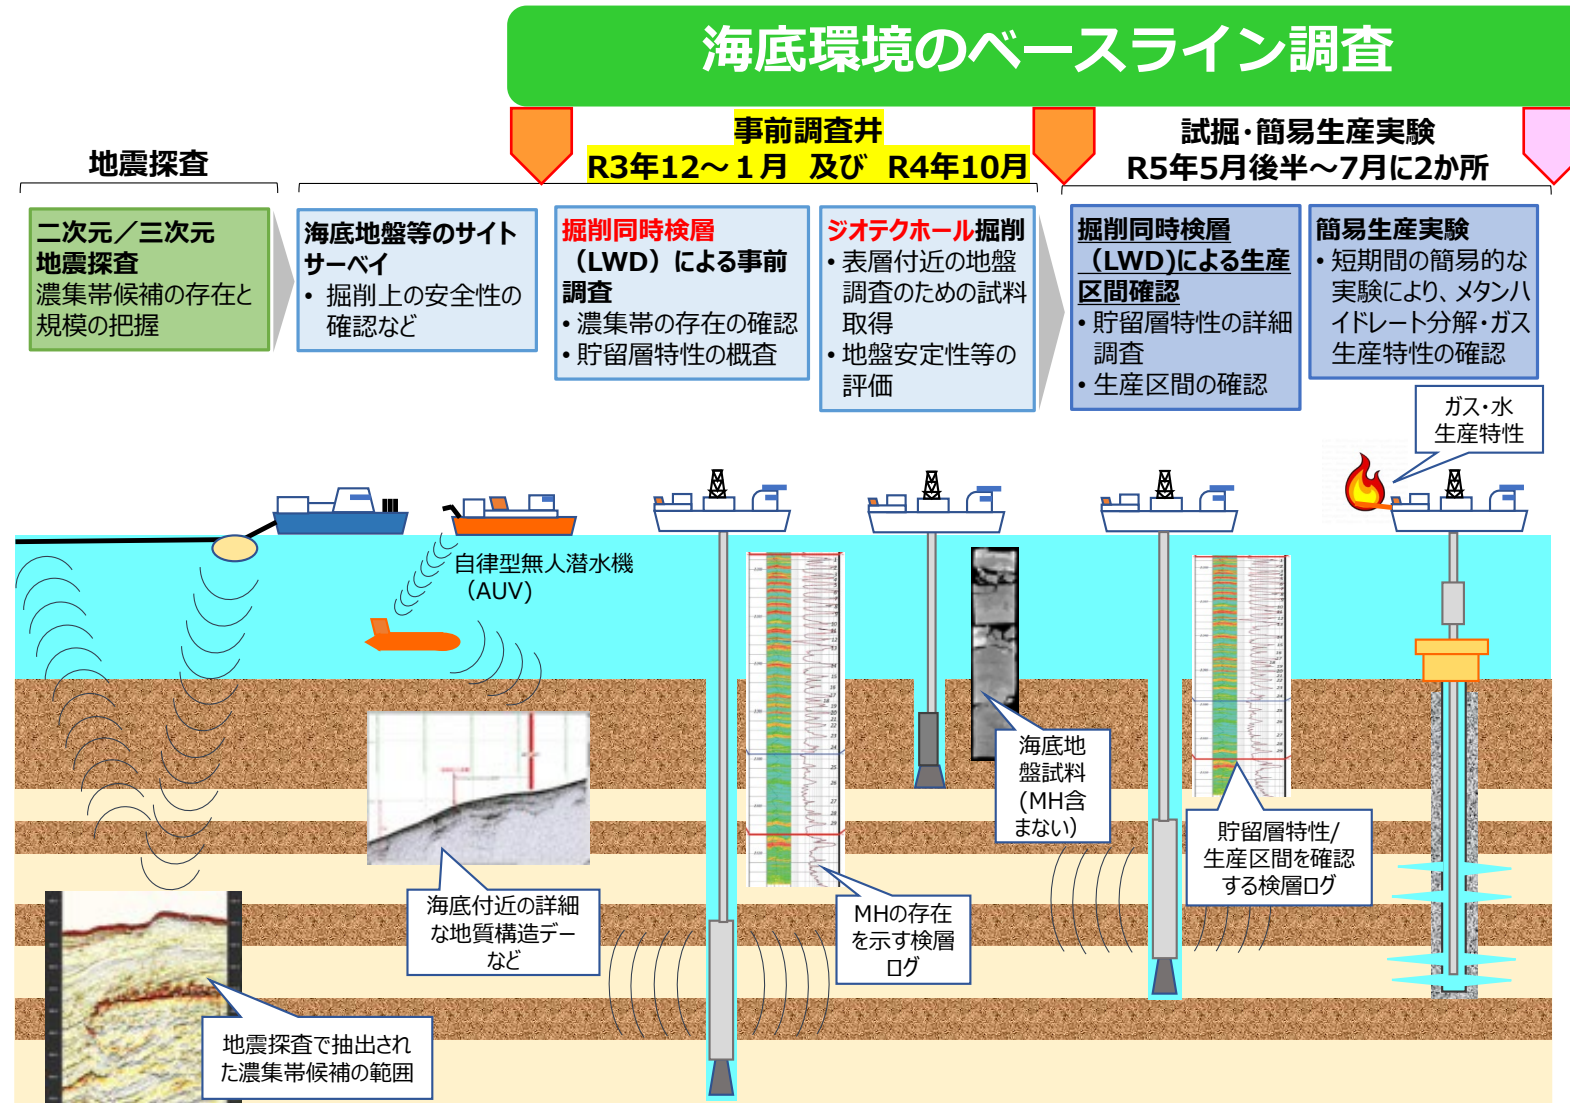 海底環境のベースライン調査
地震探査
事前調査井
R3年12～１月 及び R4年10月
試掘・簡易生産実験
R5年5月後半～7月に2か所
二次元／三次元
地震探査
濃集帯候補の存在と
規模の把握
海底地盤等のサイト
サーベイ
• 掘削上の安全性の
確認など
掘削同時検層
（LWD）による事前
調査
• 濃集帯の存在の確認
• 貯留層特性の概査
ジオテクホール掘削
• 表層付近の地盤
調査のための試料
取得
• 地盤安定性等の
評価
掘削同時検層
（LWD)による生産
区間確認
• 貯留層特性の詳細
調査
• 生産区間の確認
簡易生産実験
• 短期間の簡易的な
実験により、メタンハ
イドレート分解・ガス
生産特性の確認
ガス・水
生産特性
自律型無人潜水機
（AUV)
海底地
盤試料
(MH含
まない）
貯留層特性/
生産区間を確認
する検層ログ
海底付近の詳細
な地質構造デー
など
MHの存在
を示す検層
ログ
地震探査で抽出され
た濃集帯候補の範囲